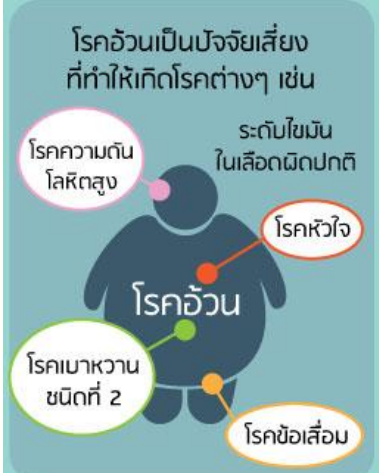 โรคอ้วนเป็นปัจจัยเสี่ยง
ที่ทำให้เกิดโรคต่างๆ เช่น
โรคความดัน
โลหิตสูง
ระดับไขมัน
ในเลือดผิดปกติ
โรคหัวใจ
โรคอ้วน
โรคเบาหวาน
ชนิดที่ 2
โรคข้อเสื่อม